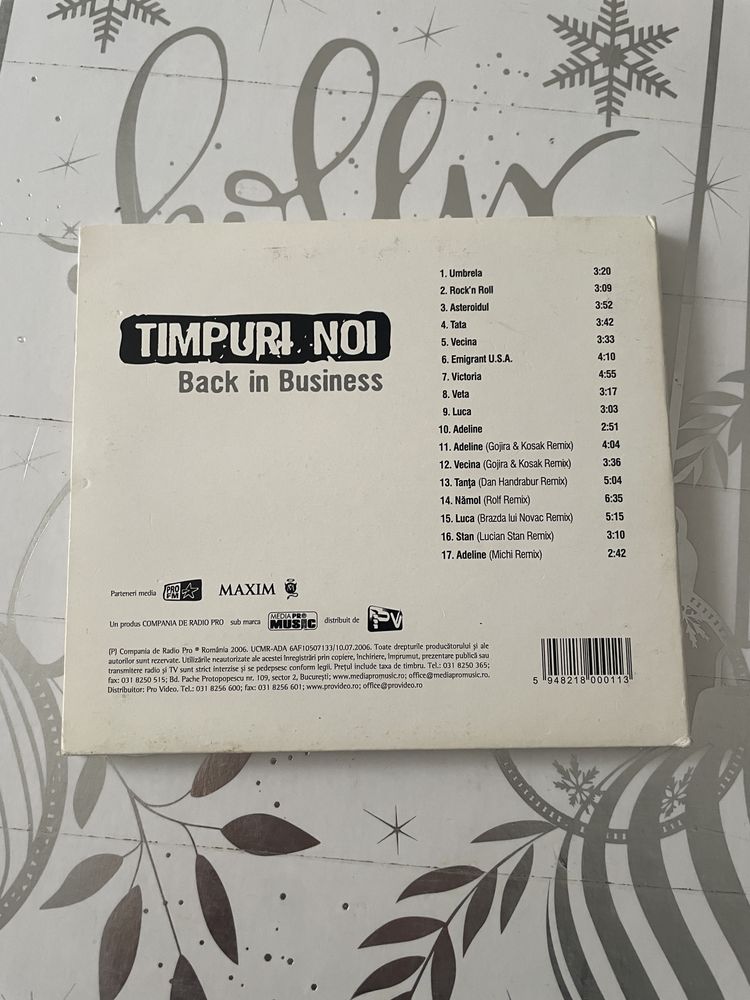 holly
TIMPURI NOI
Back in Business
1. Umbrela 3:20
2. Rock'n Roll 3:09
3. Asteroidul 3:52
4. Tata 3:42
5. Vecina 3:33
6. Emigrant U.S.A. 4:10
7. Victoria 4:55
8. Veta 3:17
9. Luca 3:03
10. Adeline 2:51
11. Adeline (Gojira & Kosak Remix) 4:04
12. Vecina (Gojira & Kosak Remix) 3:36
13. Tanța (Dan Handrabur Remix) 5:04
14. Nămol (Rolf Remix) 6:35
15. Luca (Brazda lui Novac Remix) 5:15
16. Stan (Lucian Stan Remix) 3:10
17. Adeline (Michi Remix) 2:42
Parteneri media PRO FM MAXIM
Un produs COMPANIA DE RADIO PRO sub marca MEDIA PRO MUSIC distribuit de PV
(P) Compania de Radio Pro ® România 2006. UCMR-ADA 6AF10507133/10.07.2006. Toate drepturile producătorului și ale
autorilor sunt rezervate. Utilizările neautorizate ale acestei înregistrări prin copiere, închiriere, împrumut, prezentare publică sau
transmitere radio și TV sunt strict interzise și se pedepsesc conform legii. Prețul include taxa de timbru. Tel.: 031 8250 365;
fax: 031 8250 515; Bd. Pache Protopopescu nr. 109, sector 2, București; www.mediapromusic.ro; office@mediapromusic.ro.
Distribuitor: Pro Video. Tel.: 031 8256 600; fax: 031 8256 601; www.provideo.ro; office@provideo.ro
5 948218 000113